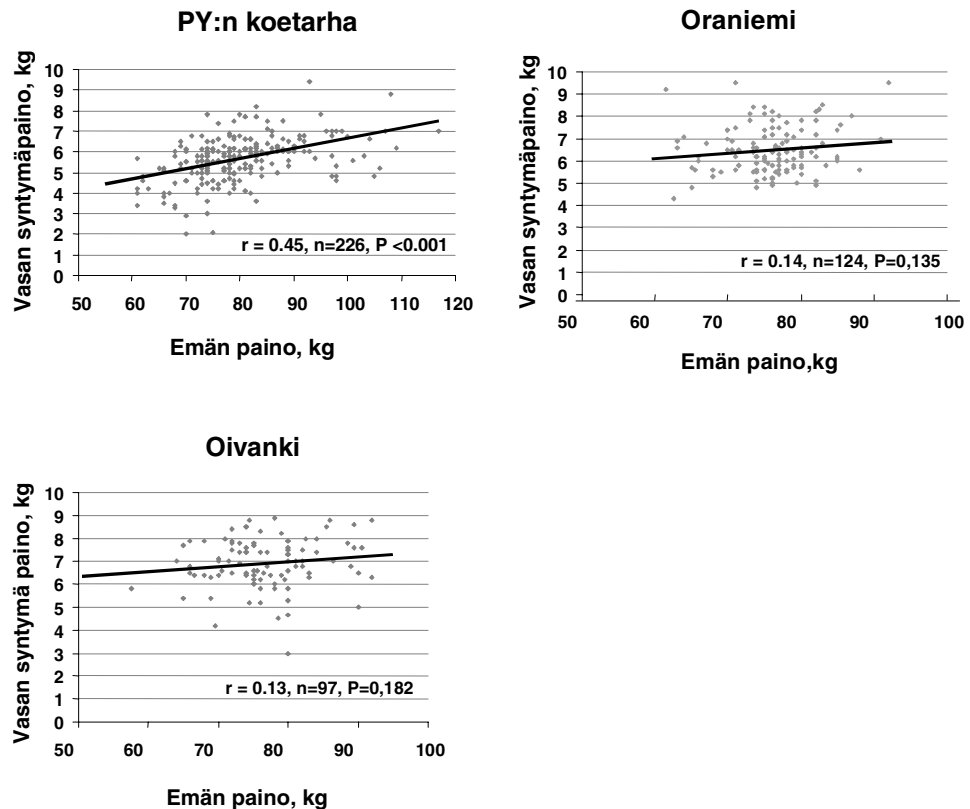 PY:n koetarha
Vasan syntymäpaino, kg
10
9
8
7
6
5
4
3
2
1
0
r = 0.45, n=226, P <0.001
50 60 70 80 90 100 110 120
Emän paino, kg
Oraniemi
Vasan syntymäpaino, kg
10
9
8
7
6
5
4
3
2
1
0
r = 0.14, n=124, P=0,135
50 60 70 80 90 100
Emän paino,kg
Oivanki
Vasan syntymä paino, kg
10
9
8
7
6
5
4
3
2
1
0
r = 0.13, n=97, P=0,182
50 60 70 80 90 100
Emän paino, kg